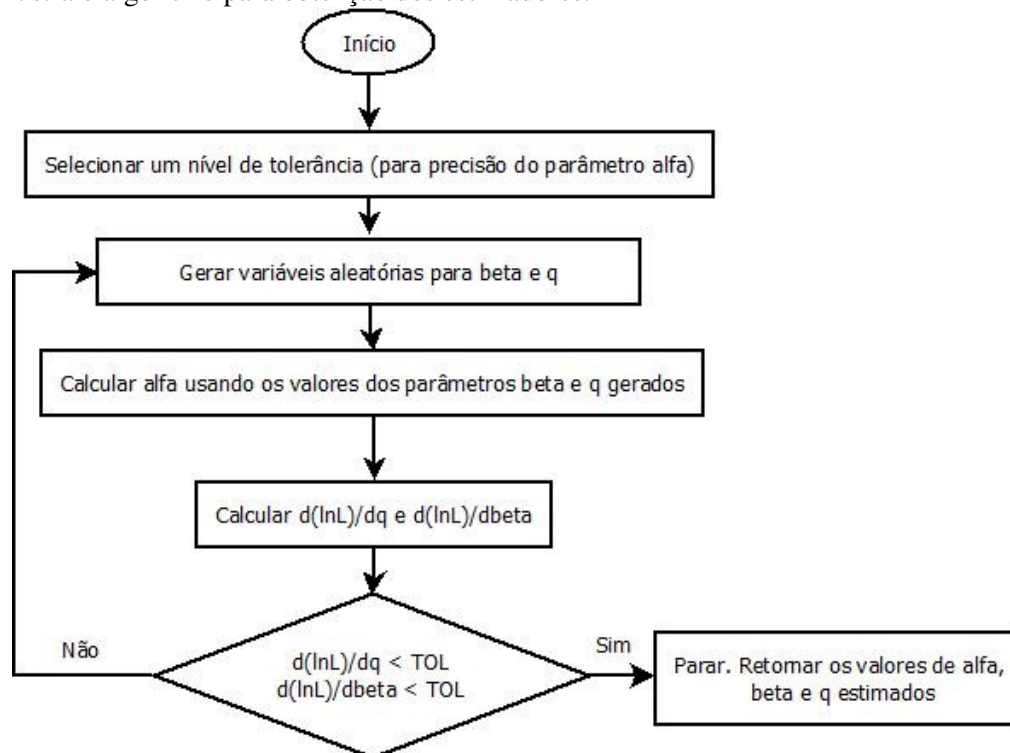 para
dos
Início
Selecionar um nível de tolerância (para precisão do parâmetro alfa)
Gerar variáveis aleatórias para beta e q
Calcular alfa usando os valores dos parâmetros beta e q gerados
Calcular d(lnL)/dq e d(lnL)/dbeta
Não
d(lnL)/dq < TOL
d(lnL)/dbeta < TOL
Sim
Parar. Retornar os valores de alfa,
beta e q estimados